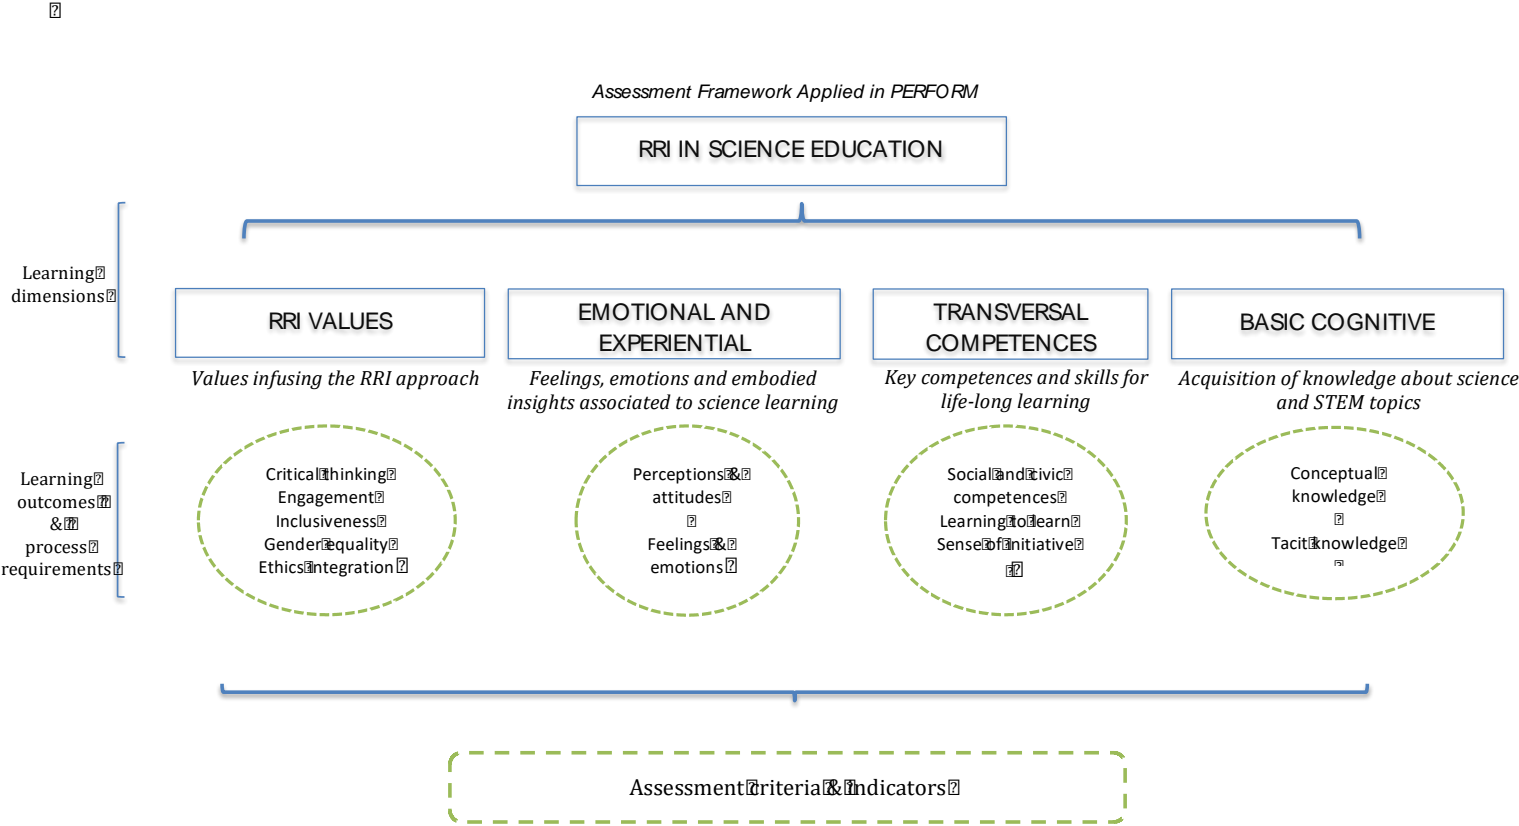 Assessment Framework Applied in PERFORM
RRI IN SCIENCE EDUCATION
Learning
dimensions
RRI VALUES
EMOTIONAL AND
EXPERIENTIAL
TRANSVERSAL
COMPETENCES
BASIC COGNITIVE
Values infusing the RRI approach
Feelings, emotions and embodied
insights associated to science learning
Key competences and skills for
life-long learning
Acquisition of knowledge about science
and STEM topics
Learning
outcomes
&
process
requirements
Critical thinking
Engagement
Inclusiveness
Gender equality
Ethics integration
Perceptions &
attitudes
Feelings &
emotions
Social and civic
competences
Learning to learn
Sense of initiative
Conceptual
knowledge
Tacit knowledge
Assessment criteria & indicators